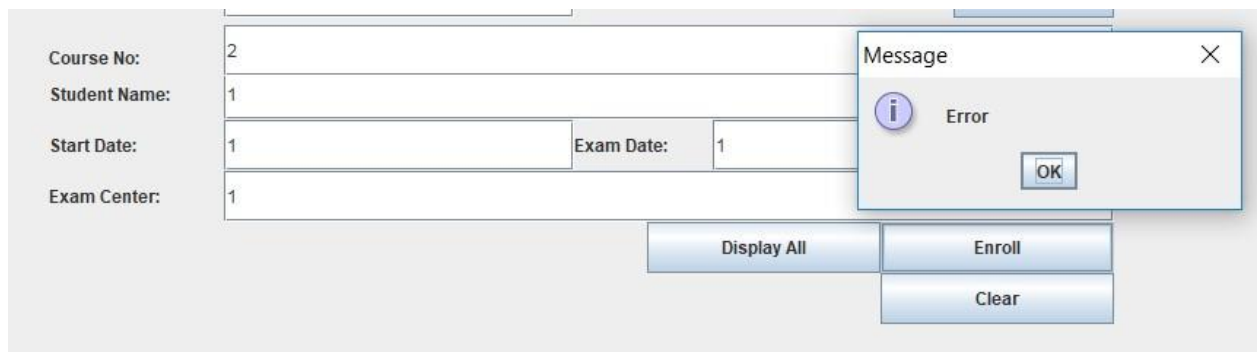 Course No: 2
Student Name: 1
Start Date: 1 Exam Date: 1
Exam Center: 1
Display All Enroll
Clear
Message
Error
OK